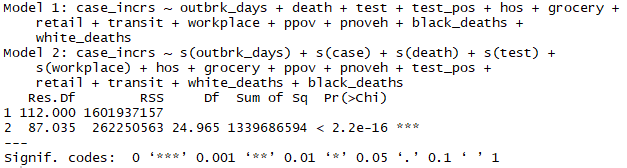 Model 1: case_incrs ~ outbrk_days + death + test + test_pos + hos + grocery +
retail + transit + workplace + ppov + pnoveh + black_deaths +
white_deaths
Model 2: case_incrs ~ s(outbrk_days) + s(case) + s(death) + s(test) +
s(workplace) + hos + grocery + ppov + pnoveh + test_pos +
retail + transit + white_deaths + black_deaths
Res.Df RSS Df Sum of Sq Pr(>Chi)
1 112.000 1601937157
2 87.035 262250563 24.965 1339686594 < 2.2e-16 ***
---
Signif. codes: 0 ‘***’ 0.001 ‘**’ 0.01 ‘*’ 0.05 ‘.’ 0.1 ‘ ’ 1